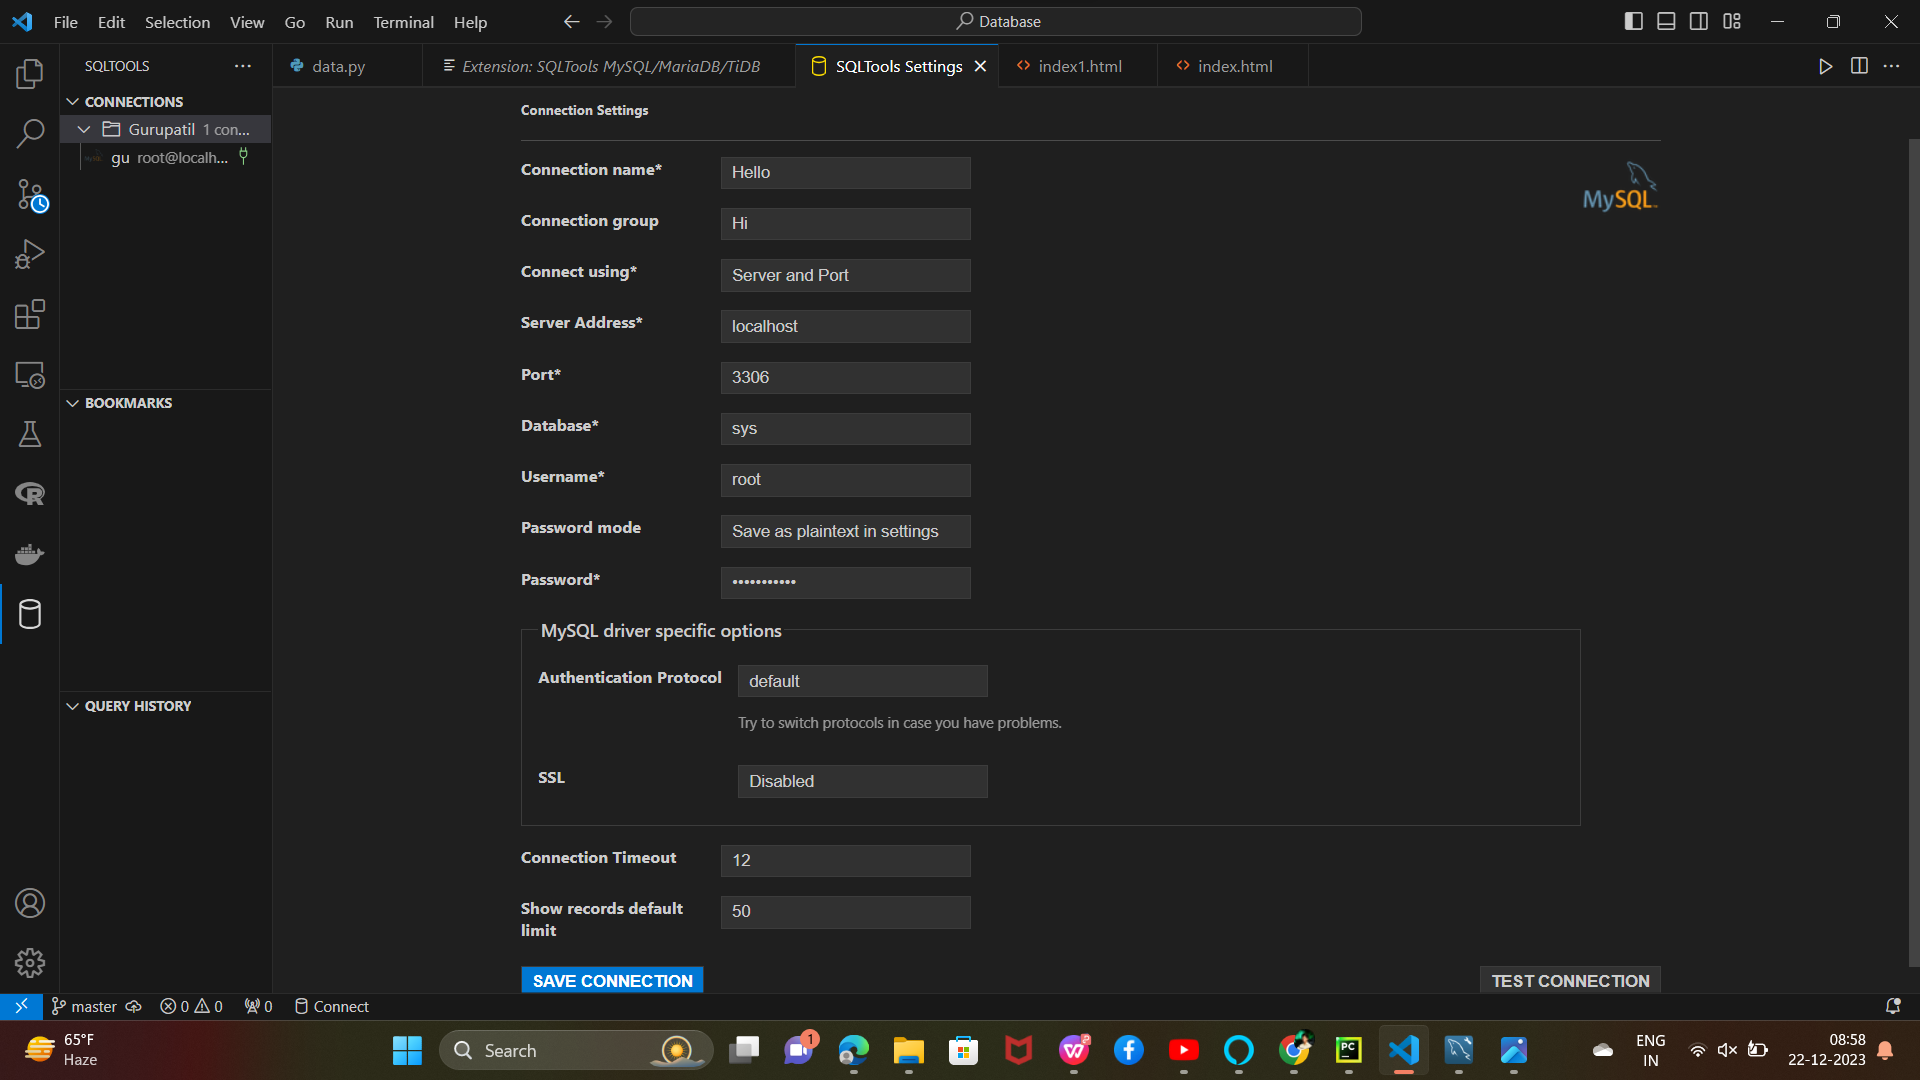 File Edit Selection View Go Run Terminal Help
Database
SQLTOOLS
data.py
Extension: SQLTools MySQL/MariaDB/TiDB
SQLTools Settings
index1.html
index.html
CONNECTIONS
Gurupatil 1 con...
gu root@localh...
BOOKMARKS
QUERY HISTORY
Connection Settings
MySQL
Connection name* Hello
Connection group Hi
Connect using* Server and Port
Server Address* localhost
Port* 3306
Database* sys
Username* root
Password mode Save as plaintext in settings
Password* •••••••••••
MySQL driver specific options
Authentication Protocol default
Try to switch protocols in case you have problems.
SSL Disabled
Connection Timeout 12
Show records default limit 50
SAVE CONNECTION TEST CONNECTION
master 0 0 0 Connect
65°F
Haze
Search
1
PC
ENG
IN
08:58
22-12-2023